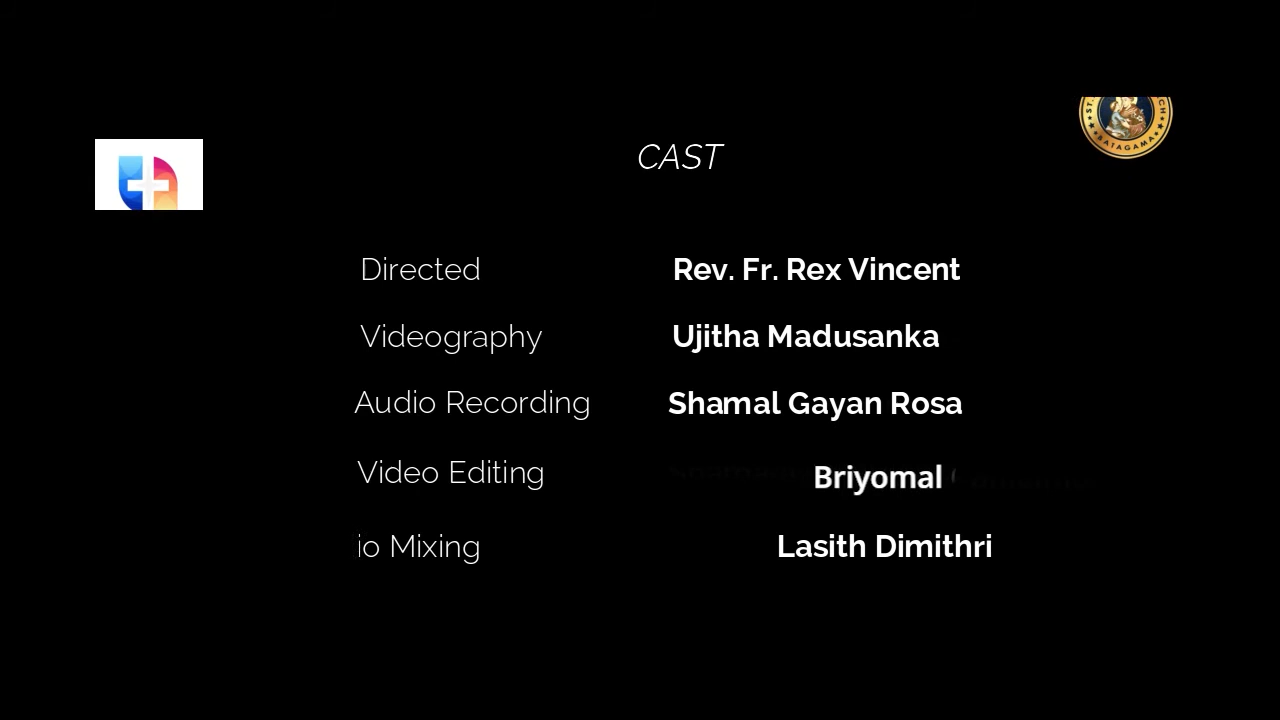 CAST
BATAGAMA
Directed Rev. Fr. Rex Vincent
Videography Ujitha Madusanka
Audio Recording Shamal Gayan Rosa
Video Editing Briyomal
io Mixing Lasith Dimithri